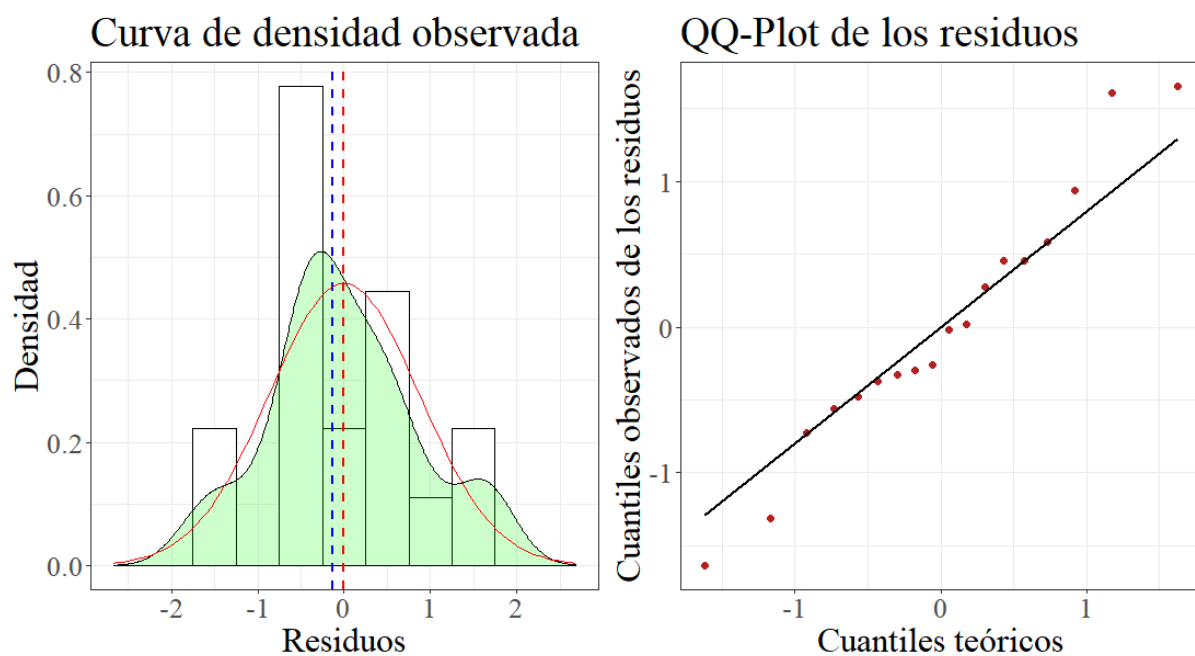 Curva de densidad observada
0.8
0.6
0.4
0.2
0.0
Densidad
-2 -1 0 1 2
Residuos
QQ-Plot de los residuos
1
0
-1
Cuantiles observados de los residuos
-1 0 1
Cuantiles teóricos